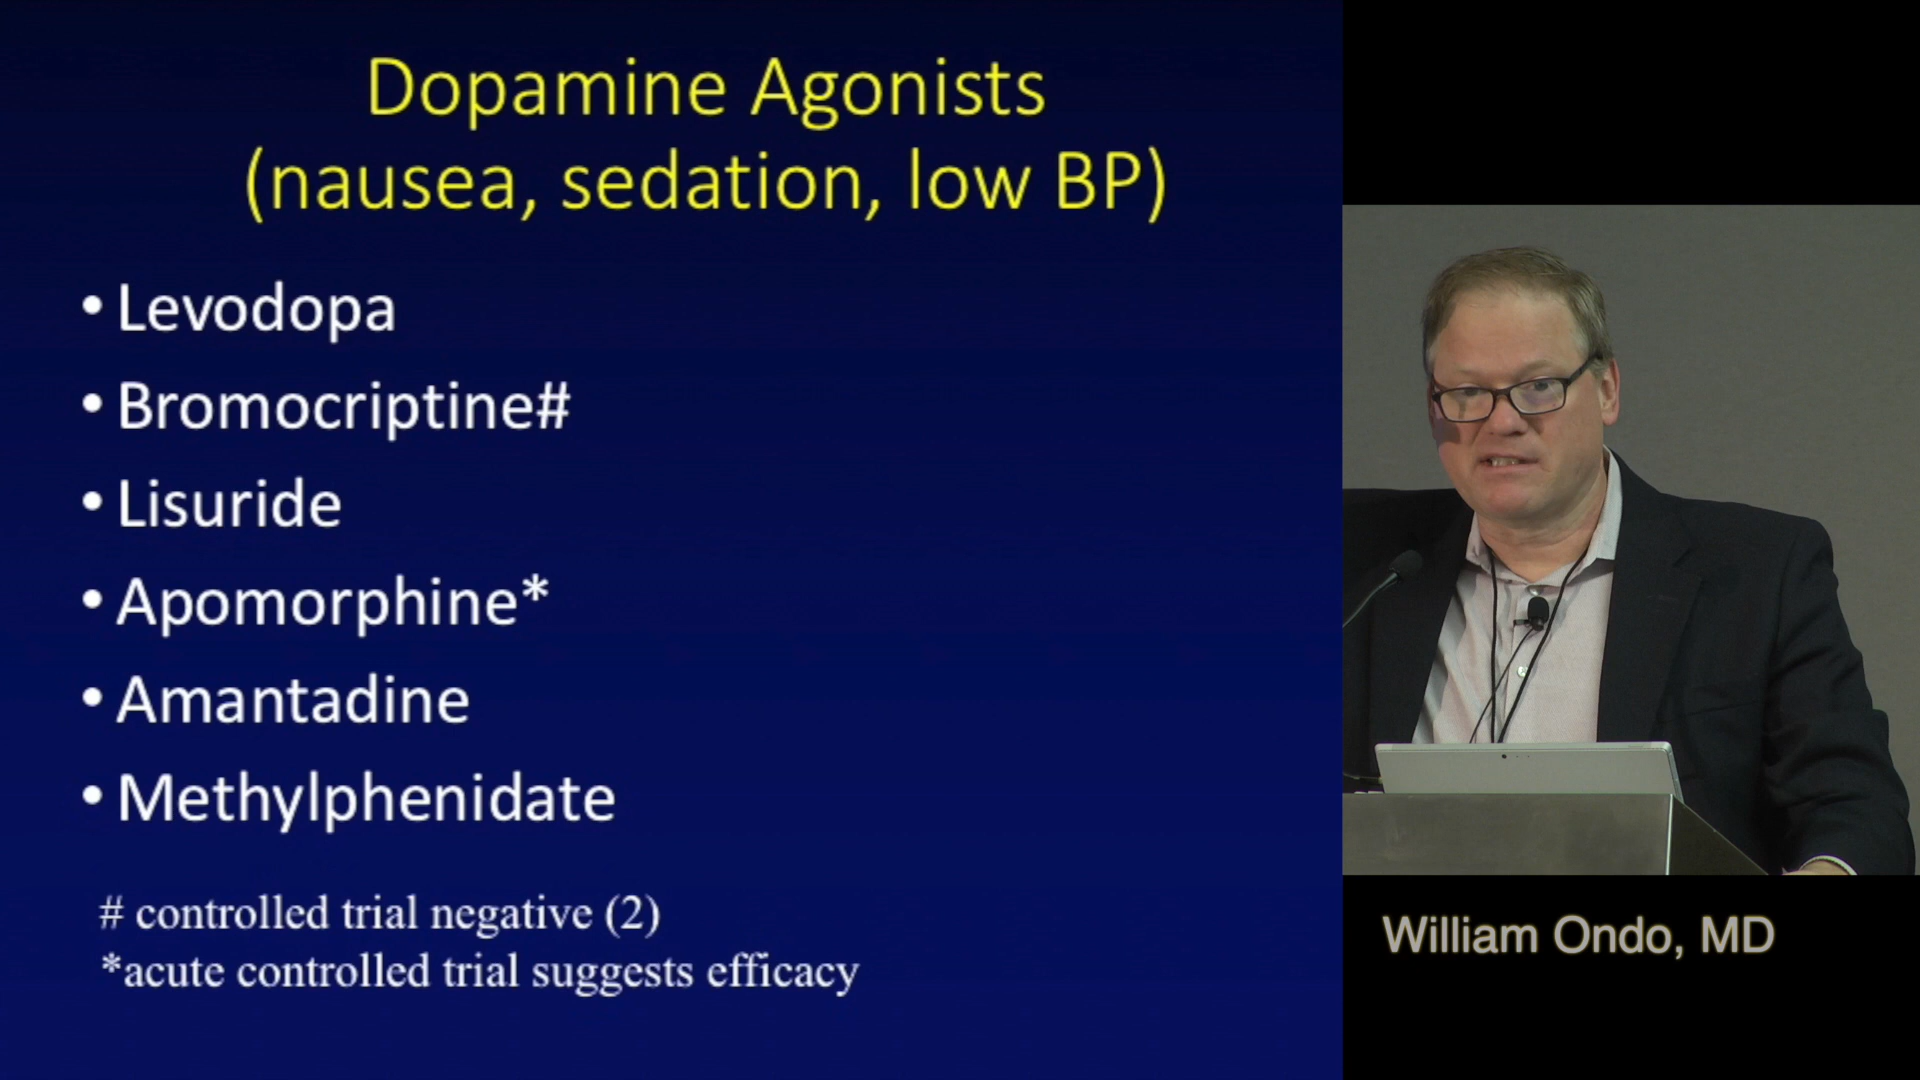 Dopamine Agonists
(nausea, sedation, low BP)
• Levodopa
• Bromocriptine#
• Lisuride
• Apomorphine*
• Amantadine
• Methylphenidate
# controlled trial negative (2)
*acute controlled trial suggests efficacy
William Ondo, MD